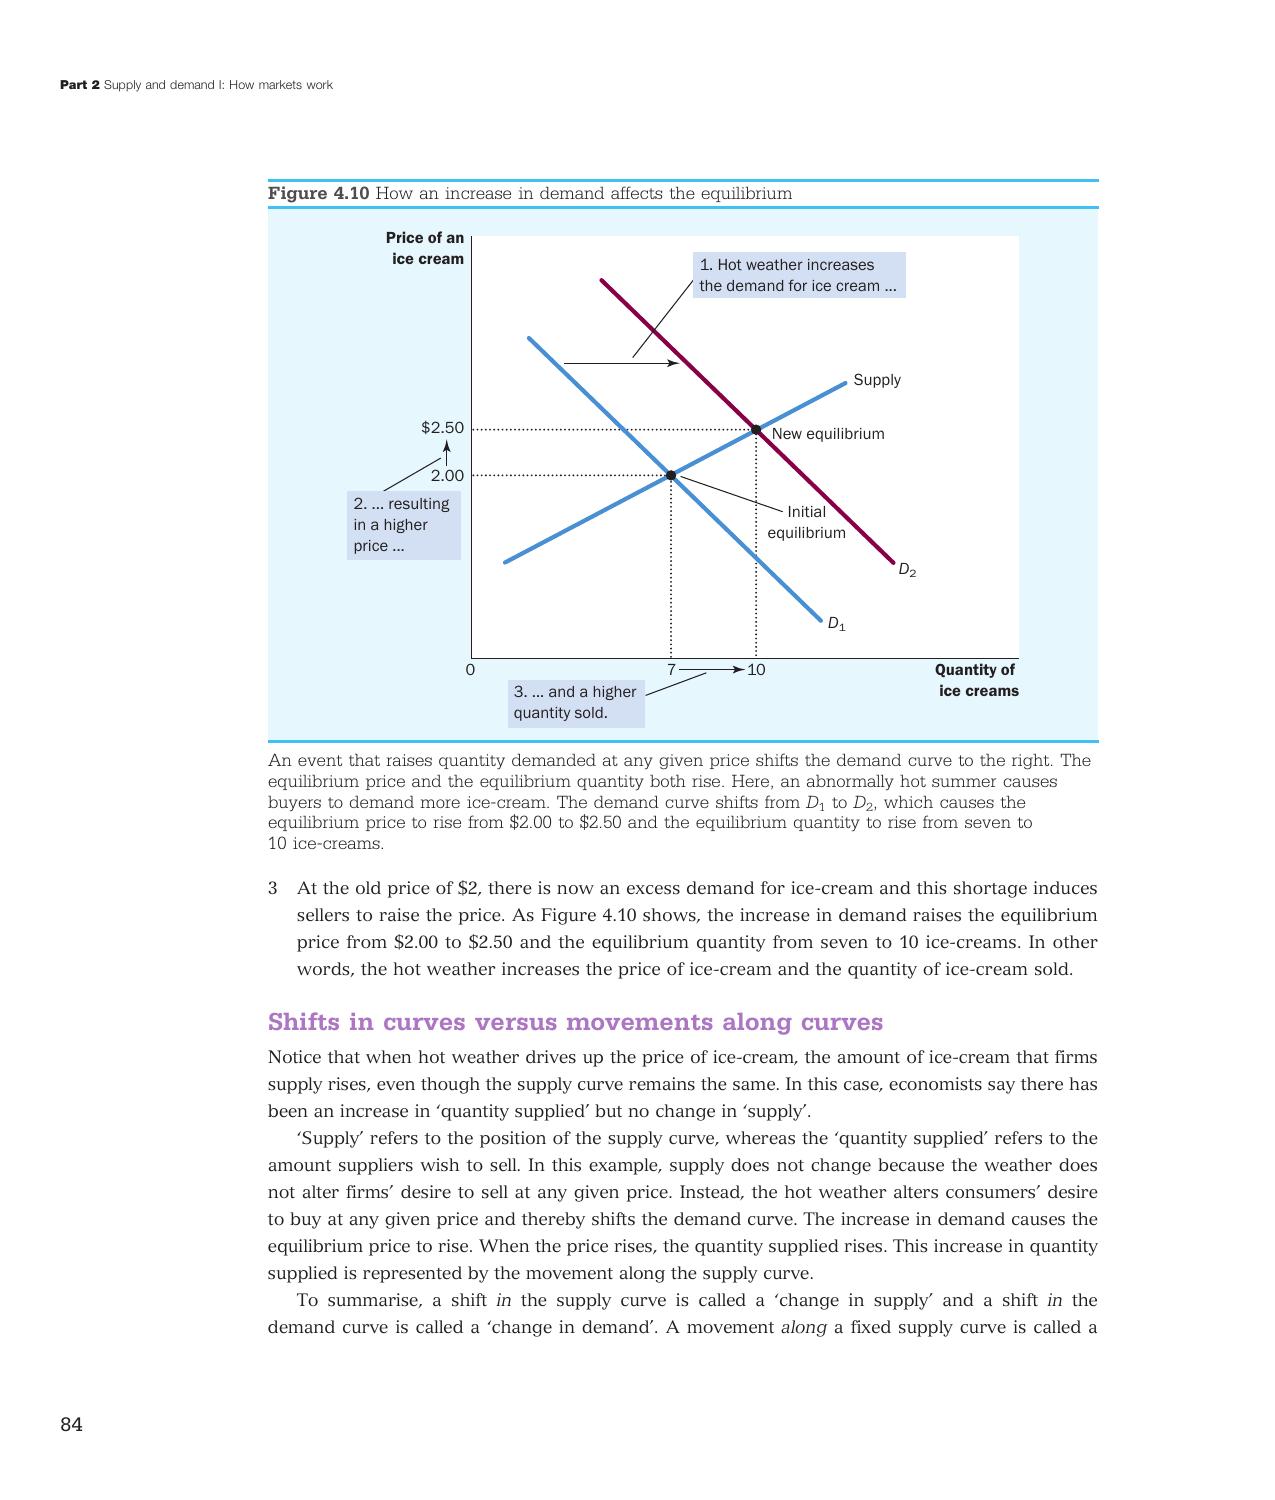 Part 2 Supply and demand I: How markets work
Figure 4.10 How an increase in demand affects the equilibrium
Price of an
ice cream
1. Hot weather increases
the demand for ice cream ...
Supply
$2.50
New equilibrium
2.00
2. ... resulting
in a higher
price ...
Initial
equilibrium
D2
D1
0
7
10
Quantity of
ice creams
3. ... and a higher
quantity sold.
An event that raises quantity demanded at any given price shifts the demand curve to the right. The
equilibrium price and the equilibrium quantity both rise. Here, an abnormally hot summer causes
buyers to demand more ice-cream. The demand curve shifts from D1 to D2, which causes the
equilibrium price to rise from $2.00 to $2.50 and the equilibrium quantity to rise from seven to
10 ice-creams.
3 At the old price of $2, there is now an excess demand for ice-cream and this shortage induces
sellers to raise the price. As Figure 4.10 shows, the increase in demand raises the equilibrium
price from $2.00 to $2.50 and the equilibrium quantity from seven to 10 ice-creams. In other
words, the hot weather increases the price of ice-cream and the quantity of ice-cream sold.
Shifts in curves versus movements along curves
Notice that when hot weather drives up the price of ice-cream, the amount of ice-cream that firms
supply rises, even though the supply curve remains the same. In this case, economists say there has
been an increase in ‘quantity supplied’ but no change in ‘supply’.
‘Supply’ refers to the position of the supply curve, whereas the ‘quantity supplied’ refers to the
amount suppliers wish to sell. In this example, supply does not change because the weather does
not alter firms’ desire to sell at any given price. Instead, the hot weather alters consumers’ desire
to buy at any given price and thereby shifts the demand curve. The increase in demand causes the
equilibrium price to rise. When the price rises, the quantity supplied rises. This increase in quantity
supplied is represented by the movement along the supply curve.
To summarise, a shift in the supply curve is called a ‘change in supply’ and a shift in the
demand curve is called a ‘change in demand’. A movement along a fixed supply curve is called a
84